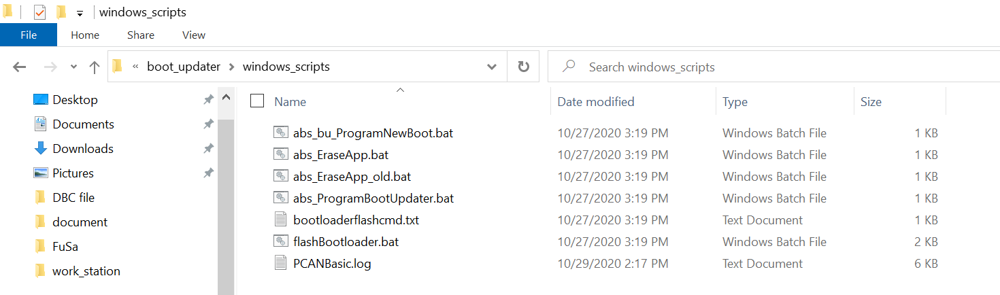 windows_scripts
File Home Share View
« boot_updater > windows_scripts Search windows_scripts
Desktop
Documents
Downloads
Pictures
DBC file
document
FuSa
work_station
Name Date modified Type Size
abs_bu_ProgramNewBoot.bat 10/27/2020 3:19 PM Windows Batch File 1 KB
abs_EraseApp.bat 10/27/2020 3:19 PM Windows Batch File 1 KB
abs_EraseApp_old.bat 10/27/2020 3:19 PM Windows Batch File 1 KB
abs_ProgramBootUpdater.bat 10/27/2020 3:19 PM Windows Batch File 1 KB
bootloaderflashcmd.txt 10/27/2020 3:19 PM Text Document 1 KB
flashBootloader.bat 10/27/2020 3:19 PM Windows Batch File 2 KB
PCANBasic.log 10/29/2020 2:17 PM Text Document 6 KB